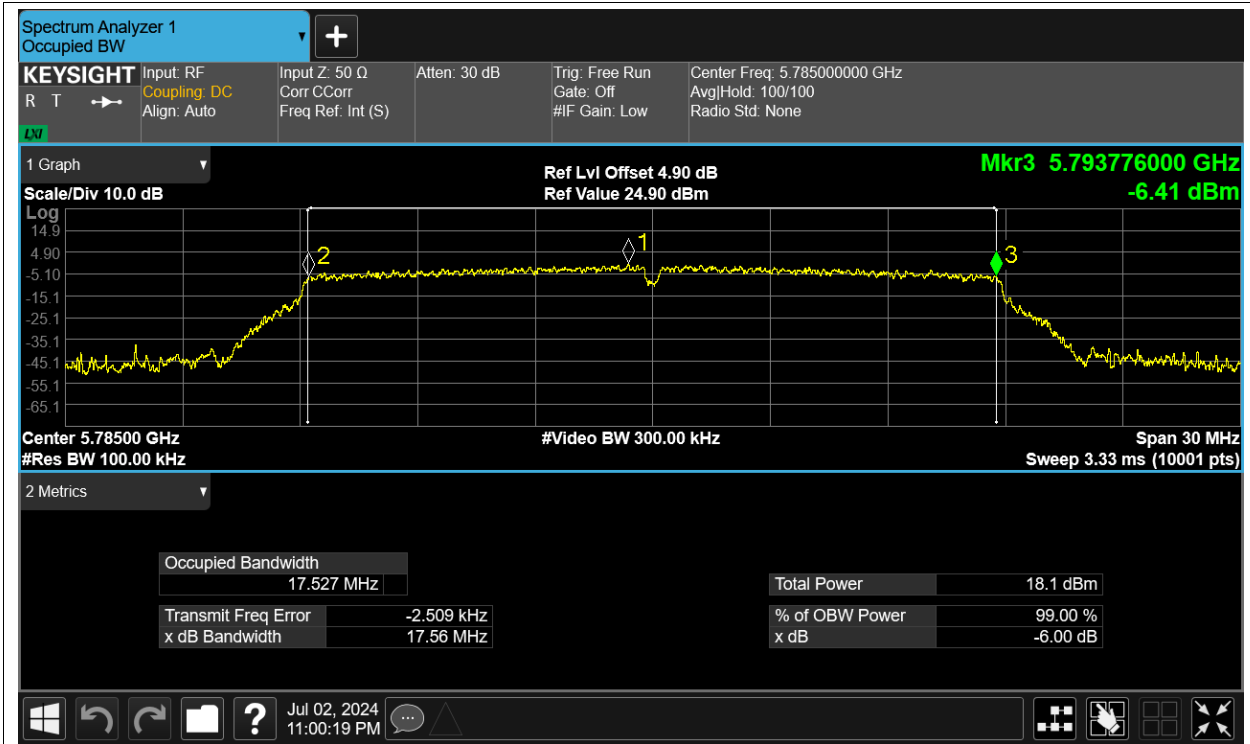 Spectrum Analyzer 1
Occupied BW
KEYSIGHT
R T
LXI
Input: RF
Coupling: DC
Align: Auto
Input Z: 50 Ω
Corr CCorr
Freq Ref: Int (S)
Atten: 30 dB
Trig: Free Run
Gate: Off
#IF Gain: Low
Center Freq: 5.785000000 GHz
Avg|Hold: 100/100
Radio Std: None
1 Graph
Scale/Div 10.0 dB
Ref Lvl Offset 4.90 dB
Ref Value 24.90 dBm
Mkr3 5.793776000 GHz
-6.41 dBm
Log
14.9
4.90
-5.10
-15.1
-25.1
-35.1
-45.1
-55.1
-65.1
2
1
3
Center 5.78500 GHz
#Res BW 100.00 kHz
#Video BW 300.00 kHz
Span 30 MHz
Sweep 3.33 ms (10001 pts)
2 Metrics
Occupied Bandwidth
17.527 MHz
Transmit Freq Error -2.509 kHz
x dB Bandwidth 17.56 MHz
Total Power 18.1 dBm
% of OBW Power 99.00 %
x dB -6.00 dB
?
Jul 02, 2024
11:00:19 PM